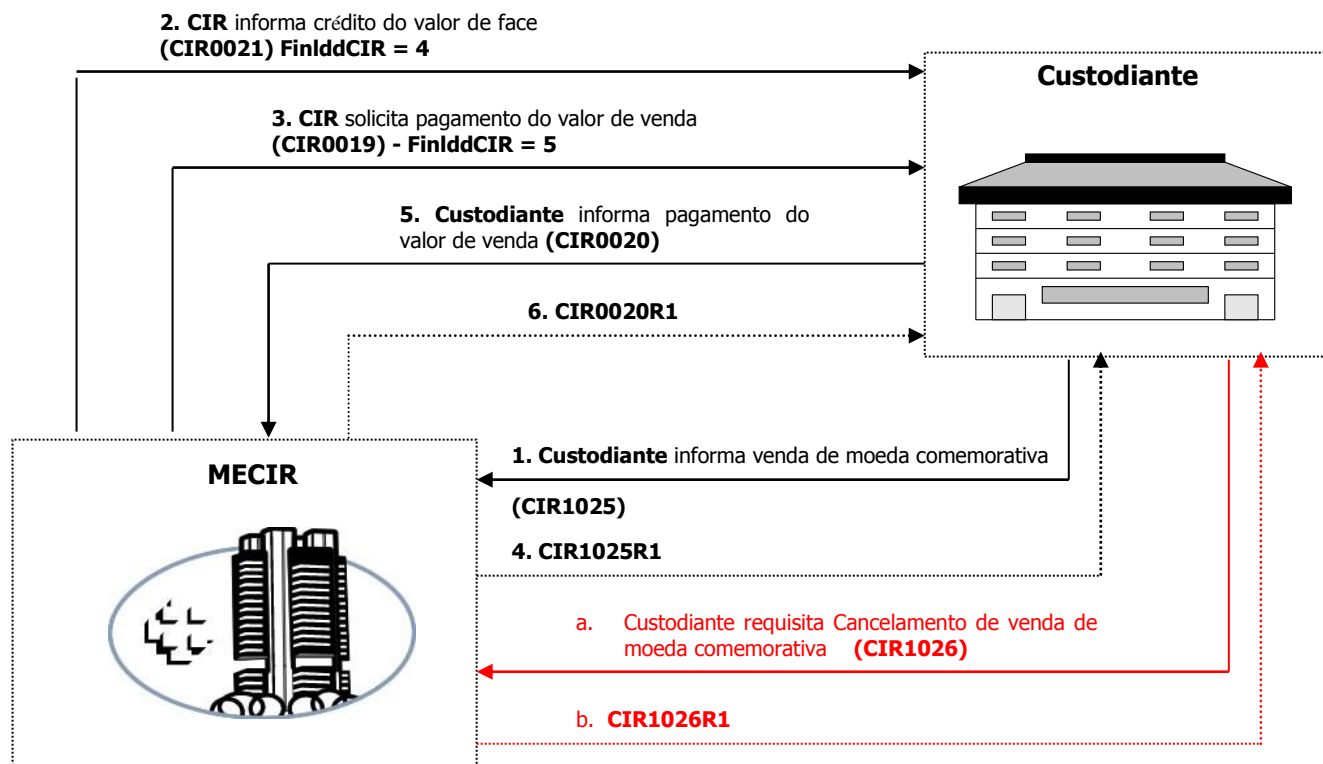 2. CIR informa crédito do valor de face
(CIR0021) FinlddCIR = 4
Custodiante
3. CIR solicita pagamento do valor de venda
(CIR0019) - FinlddCIR = 5
5. Custodiante informa pagamento do
valor de venda (CIR0020)
6. CIR0020R1
MECIR
1. Custodiante informa venda de moeda comemorativa
(CIR1025)
4. CIR1025R1
a. Custodiante requisita Cancelamento de venda de
moeda comemorativa (CIR1026)
b. CIR1026R1